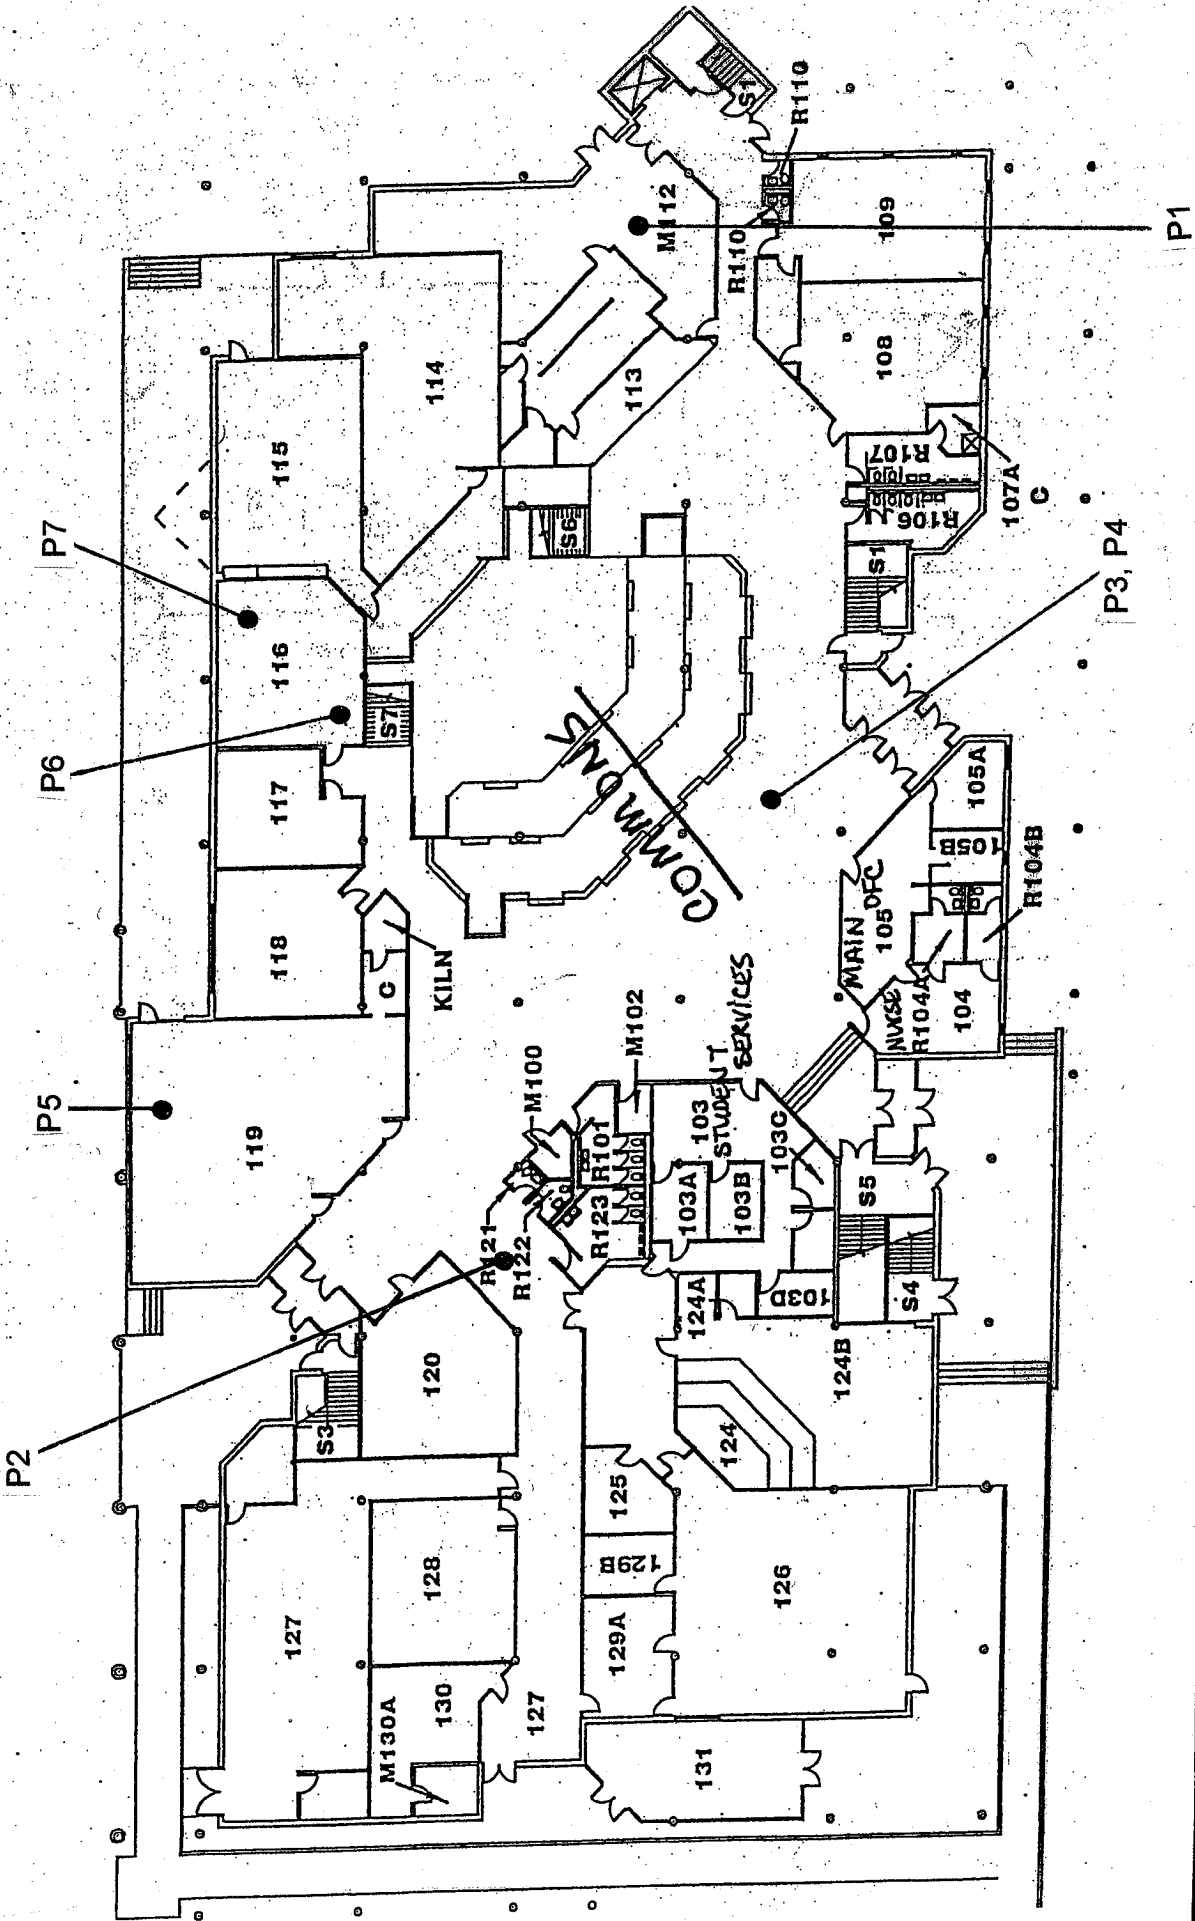 P1
P2
P3, P4
P5
P6
P7
S1
R110
M112
R110
109
108
113
114
115
116
117
118
119
120
R107
R106
107A
C
S1
S6
S7
COMMONS
105A
105B
R104B
MAIN OFC
105
NURSE
R104A
104
KILN
C
M100
M102
R101
R121
R122
R123
103
STUDENT
SERVICES
103A
103B
103C
103D
S5
S4
S3
124A
124B
124
125
129B
129A
126
127
128
130
M130A
127
131